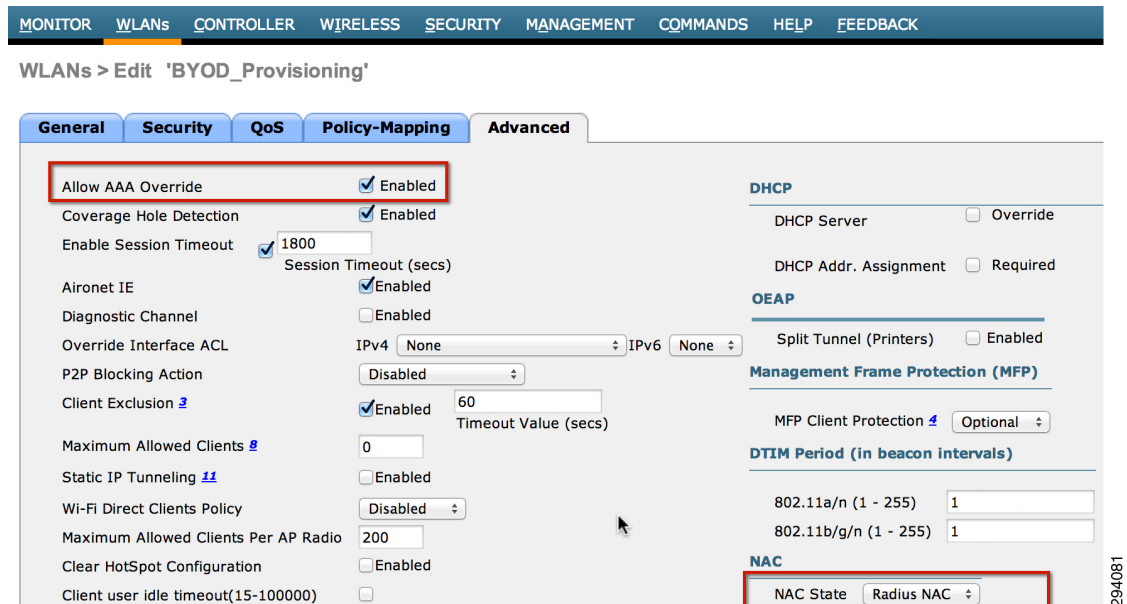 MONITOR WLANs CONTROLLER WIRELESS SECURITY MANAGEMENT COMMANDS HELP FEEDBACK
WLANs > Edit 'BYOD_Provisioning'
General Security QoS Policy-Mapping Advanced
Allow AAA Override Enabled
Coverage Hole Detection Enabled
Enable Session Timeout 1800
Session Timeout (secs)
Aironet IE Enabled
Diagnostic Channel Enabled
Override Interface ACL IPv4 None IPv6 None
P2P Blocking Action Disabled
Client Exclusion 3 Enabled 60
Timeout Value (secs)
Maximum Allowed Clients 8 0
Static IP Tunneling 11 Enabled
Wi-Fi Direct Clients Policy Disabled
Maximum Allowed Clients Per AP Radio 200
Clear HotSpot Configuration Enabled
Client user idle timeout(15-100000)
DHCP
DHCP Server Override
DHCP Addr. Assignment Required
OEAP
Split Tunnel (Printers) Enabled
Management Frame Protection (MFP)
MFP Client Protection 4 Optional
DTIM Period (in beacon intervals)
802.11a/n (1 - 255) 1
802.11b/g/n (1 - 255) 1
NAC
NAC State Radius NAC
294081